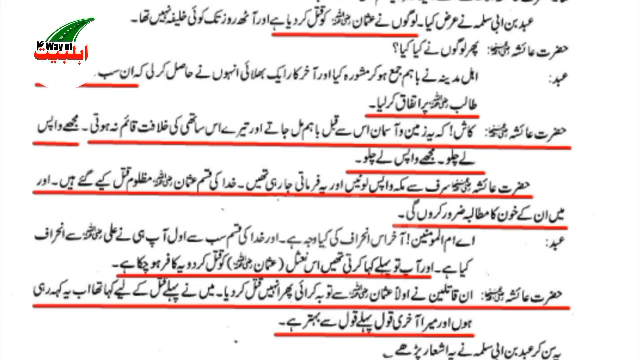 Way of
اہلبیت
عبد بن ابی سلمہ نے عرض کیا۔ لوگوں نے عثمان رضی اللہ عنہ کو قتل کر دیا ہے اور آٹھ روز تک کوئی خلیفہ نہیں تھا۔
حضرت عائشہ رضی اللہ عنہا: پھر لوگوں نے کیا کیا؟
عبد: اہل مدینہ نے باہم جمع ہو کر مشورہ کیا اور آخر کار ایک بھلائی انہوں نے حاصل کر لی کہ ان سب
طالب رضی اللہ عنہ پر اتفاق کر لیا۔
حضرت عائشہ رضی اللہ عنہا: کاش! کہ یہ زمین و آسمان اس سے قبل باہم مل جاتے اور تیرے اس ساتھی کی خلافت قائم نہ ہوتی۔ مجھے واپس
لے چلو۔ مجھے واپس لے چلو۔
حضرت عائشہ رضی اللہ عنہا سرف سے مکہ واپس لوٹیں اور یہ فرماتی جا رہی تھیں۔ خدا کی قسم عثمان رضی اللہ عنہ مظلوم قتل کیے گئے ہیں۔ اور
میں ان کے خون کا مطالبہ ضرور کروں گی۔
عبد: اے ام المومنین! آخر اس انحراف کی کیا وجہ ہے۔ اور خدا کی قسم سب سے اول آپ ہی نے علی رضی اللہ عنہ سے انحراف
کیا ہے۔ اور آپ تو پہلے کہا کرتی تھیں اس نعثل (عثمان رضی اللہ عنہ) کو قتل کر دو یہ کافر ہو چکا ہے۔
حضرت عائشہ رضی اللہ عنہا: ان قاتلین نے اولاً عثمان رضی اللہ عنہ سے توبہ کرائی پھر انہیں قتل کر دیا۔ میں نے پہلے قتل کے لیے کہا تھا اب یہ کہہ رہی
ہوں اور میرا آخری قول پہلے قول سے بہتر ہے۔
یہ سن کر عبد بن ابی سلمہ نے یہ اشعار پڑھے۔